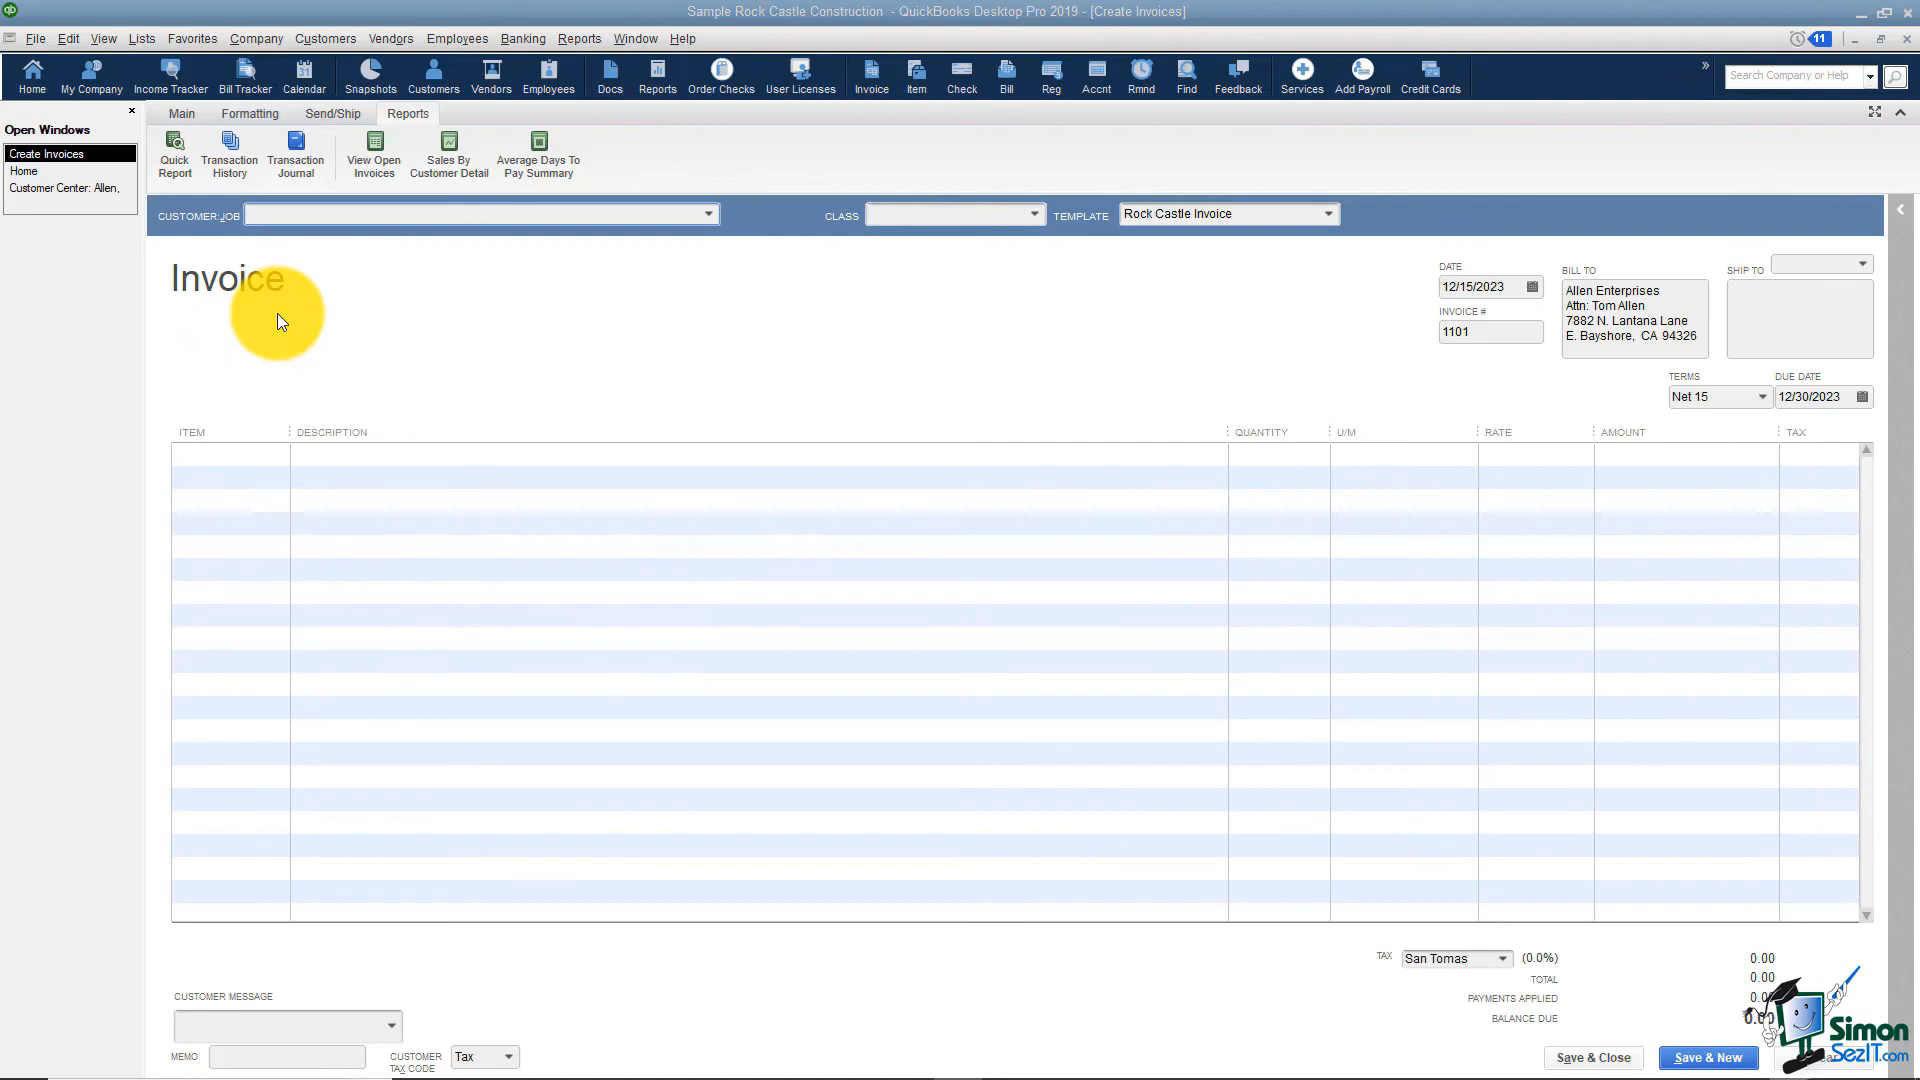 Sample Rock Castle Construction - QuickBooks Desktop Pro 2019 - [Create Invoices]
File Edit View Lists Favorites Company Customers Vendors Employees Banking Reports Window Help
11
Home My Company Income Tracker Bill Tracker Calendar Snapshots Customers Vendors Employees Docs Reports Order Checks User Licenses Invoice Item Check Bill Reg Accnt Rmnd Find Feedback Services Add Payroll Credit Cards
Search Company or Help
Open Windows
Create Invoices
Home
Customer Center: Allen,
Main Formatting Send/Ship Reports
Quick Report
Transaction History
Transaction Journal
View Open Invoices
Sales By Customer Detail
Average Days To Pay Summary
CUSTOMER:JOB CLASS TEMPLATE Rock Castle Invoice
Invoice
DATE
12/15/2023
INVOICE #
1101
BILL TO
Allen Enterprises
Attn: Tom Allen
7882 N. Lantana Lane
E. Bayshore, CA 94326
SHIP TO
TERMS
Net 15
DUE DATE
12/30/2023
ITEM DESCRIPTION QUANTITY U/M RATE AMOUNT TAX
TAX San Tomas (0.0%) 0.00
TOTAL 0.00
PAYMENTS APPLIED
BALANCE DUE 0.00
CUSTOMER MESSAGE
MEMO
CUSTOMER TAX CODE Tax
Save & Close Save & New
Simon
SezIT.com